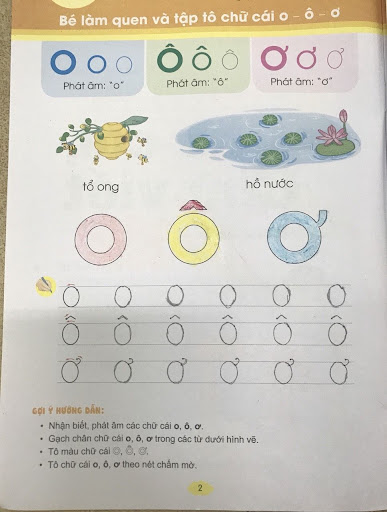 Bé làm quen và tập tô chữ cái o - ô - ơ
O o o Ô ô ô Ơ ơ ơ
Phát âm: "o" Phát âm: "ô" Phát âm: "ơ"
tổ ong hồ nước
O Ô Ơ
o o o o o o
ô ô ô ô ô ô
ơ ơ ơ ơ ơ ơ
GỢI Ý HƯỚNG DẪN:
• Nhận biết, phát âm các chữ cái o, ô, ơ.
• Gạch chân chữ cái o, ô, ơ trong các từ dưới hình vẽ.
• Tô màu chữ cái O, Ô, Ơ.
• Tô chữ cái o, ô, ơ theo nét chấm mờ.
2